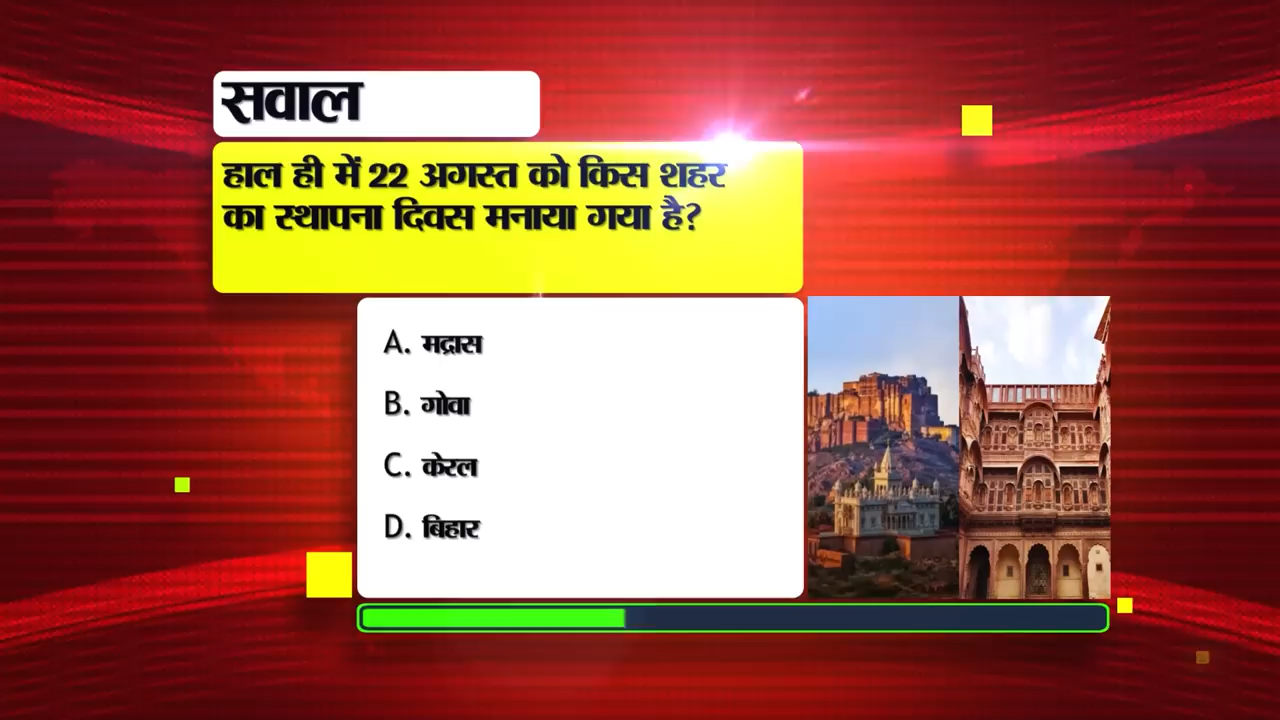 सवाल
हाल ही में 22 अगस्त को किस शहर
का स्थापना दिवस मनाया गया है?
A. मद्रास
B. गोवा
C. केरल
D. बिहार